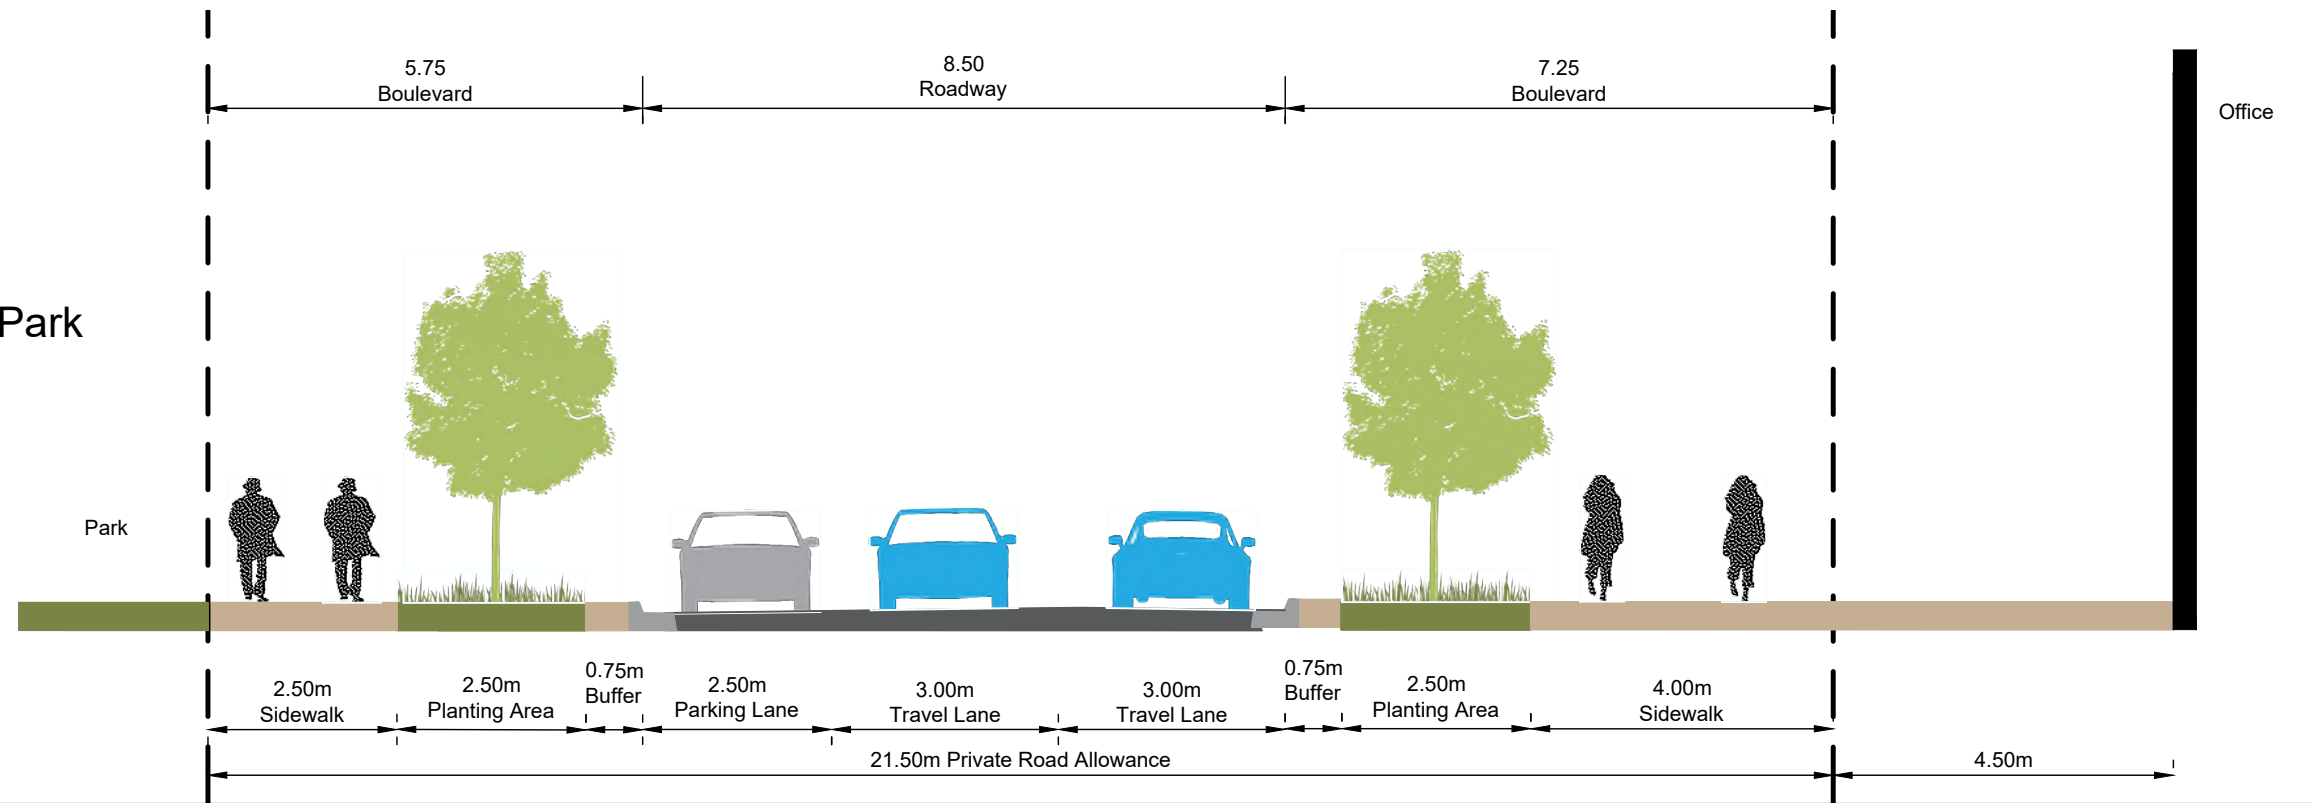 5.75
Boulevard
8.50
Roadway
7.25
Boulevard
Office
Park
Park
2.50m
Sidewalk
2.50m
Planting Area
0.75m
Buffer
2.50m
Parking Lane
3.00m
Travel Lane
3.00m
Travel Lane
0.75m
Buffer
2.50m
Planting Area
4.00m
Sidewalk
21.50m Private Road Allowance
4.50m